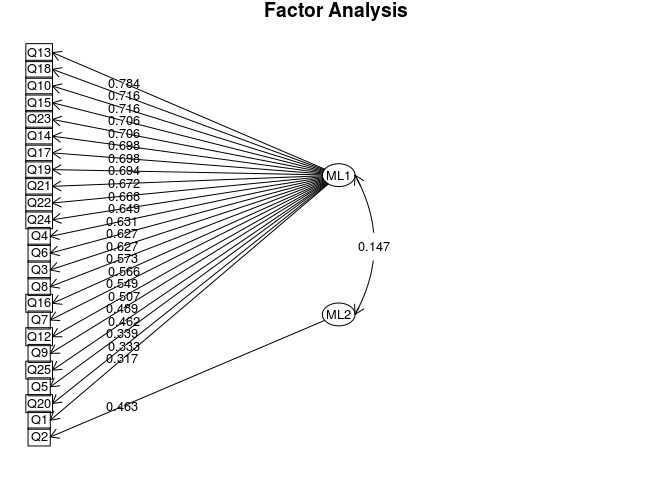 Factor Analysis
Q13
Q18
Q10
Q15
Q23
Q14
Q17
Q19
Q21
Q22
Q24
Q4
Q6
Q3
Q8
Q16
Q7
Q12
Q9
Q25
Q5
Q20
Q1
Q2
0.784
0.716
0.716
0.706
0.706
0.698
0.698
0.694
0.672
0.668
0.649
0.631
0.627
0.627
0.573
0.566
0.549
0.507
0.489
0.462
0.339
0.333
0.317
0.463
ML1
0.147
ML2